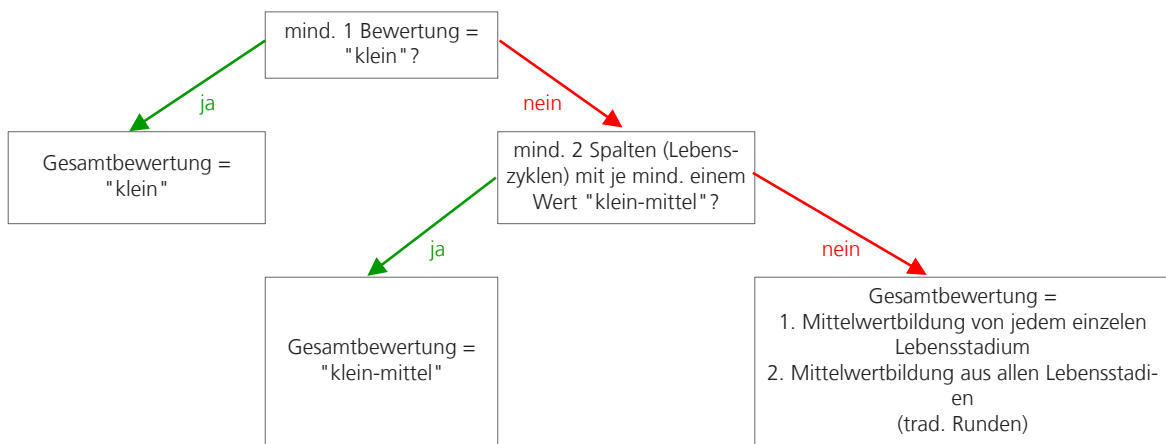 mind. 1 Bewertung =
"klein"?
ja
nein
Gesamtbewertung =
"klein"
mind. 2 Spalten (Lebens-
zyklen) mit je mind. einem
Wert "klein-mittel"?
ja
nein
Gesamtbewertung =
"klein-mittel"
Gesamtbewertung =
1. Mittelwertbildung von jedem einzelen
Lebensstadium
2. Mittelwertbildung aus allen Lebensstadi-
en
(trad. Runden)